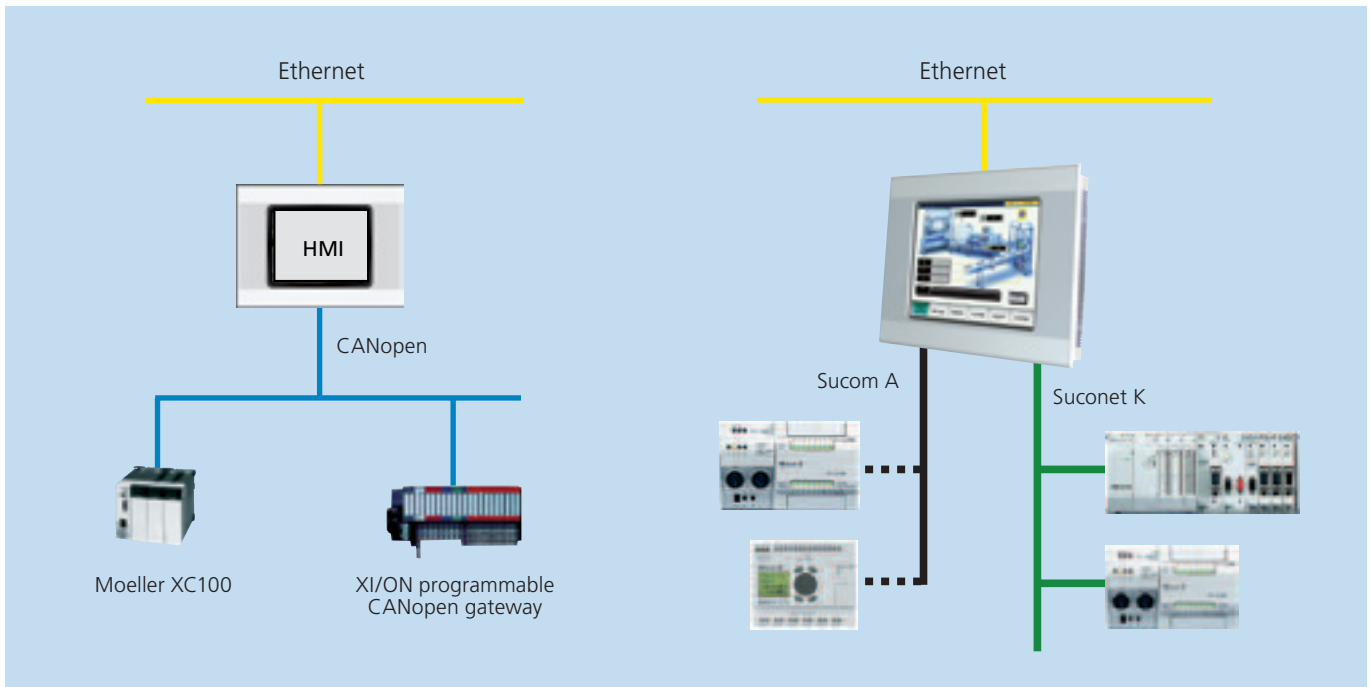 Ethernet
HMI
CANopen
Moeller XC100
XI/ON programmable
CANopen gateway
Ethernet
Sucom A
Suconet K